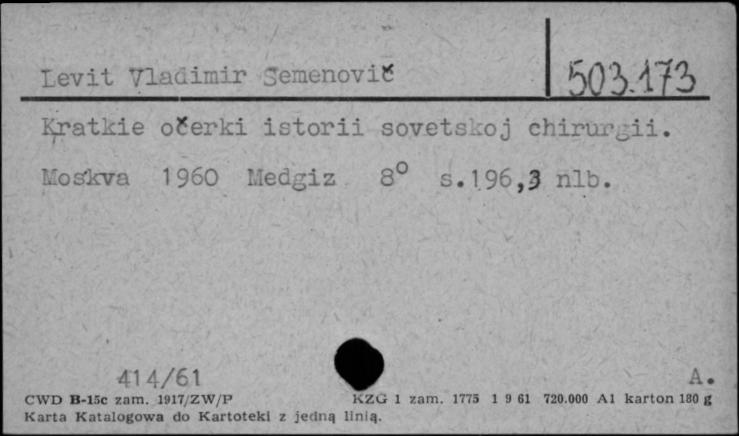 Levit Vladimir Semenovič 503.173
Kratkie očerki istorii sovetskoj chirurgii.
Moskva 1960 Medgiz 8° s.196,3 nlb.
414/61 A.
CWD B-15c zam. 1917/ZW/P KZG 1 zam. 1775 1 9 61 720.000 A1 karton 180 g
Karta Katalogowa do Kartoteki z jedną linią.